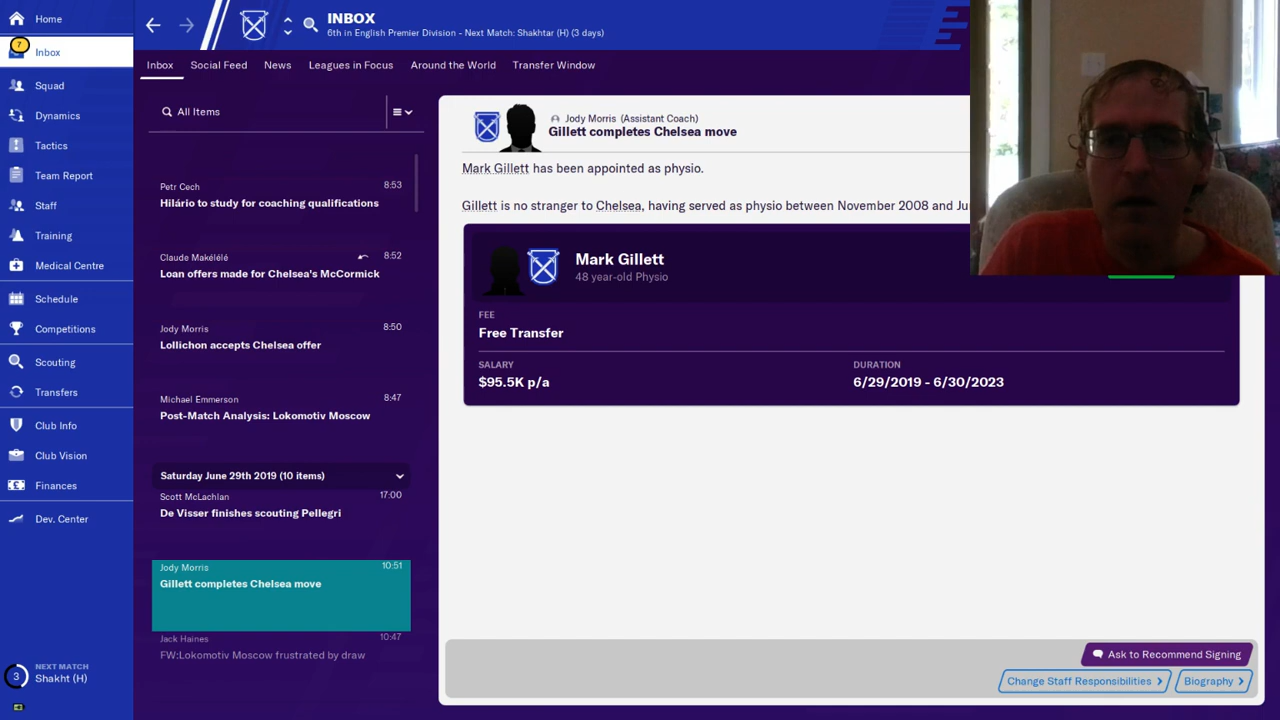 Home
7
Inbox
Squad
Dynamics
Tactics
Team Report
Staff
Training
Medical Centre
Schedule
Competitions
Scouting
Transfers
Club Info
Club Vision
Finances
Dev. Center
3
NEXT MATCH
Shakht (H)
INBOX
6th in English Premier Division - Next Match: Shakhtar (H) (3 days)
Inbox
Social Feed
News
Leagues in Focus
Around the World
Transfer Window
All Items
Petr Cech
8:53
Hilário to study for coaching qualifications
Claude Makélélé
8:52
Loan offers made for Chelsea's McCormick
Jody Morris
8:50
Lollichon accepts Chelsea offer
Michael Emmerson
8:47
Post-Match Analysis: Lokomotiv Moscow
Saturday June 29th 2019 (10 items)
Scott McLachlan
17:00
De Visser finishes scouting Pellegri
Jody Morris
10:51
Gillett completes Chelsea move
Jack Haines
10:47
FW:Lokomotiv Moscow frustrated by draw
Jody Morris (Assistant Coach)
Gillett completes Chelsea move
Mark Gillett has been appointed as physio.
Gillett is no stranger to Chelsea, having served as physio between November 2008 and
Mark Gillett
48 year-old Physio
FEE
Free Transfer
SALARY
$95.5K p/a
DURATION
6/29/2019 - 6/30/2023
Ask to Recommend Signing
Change Staff Responsibilities
Biography